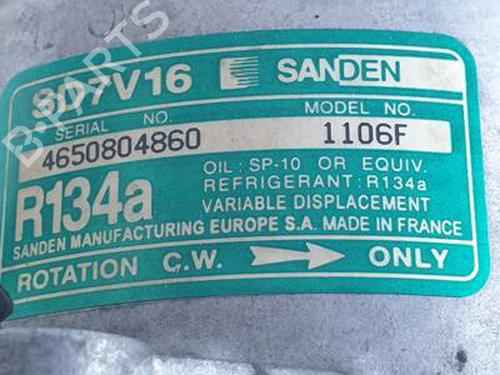 SD7V16 SANDEN
SERIAL NO. MODEL NO.
4650804860 1106F
R134a
OIL: SP-10 OR EQUIV.
REFRIGERANT: R134a
VARIABLE DISPLACEMENT
SANDEN MANUFACTURING EUROPE S.A. MADE IN FRANCE
ROTATION C.W. ONLY
B-PARTS